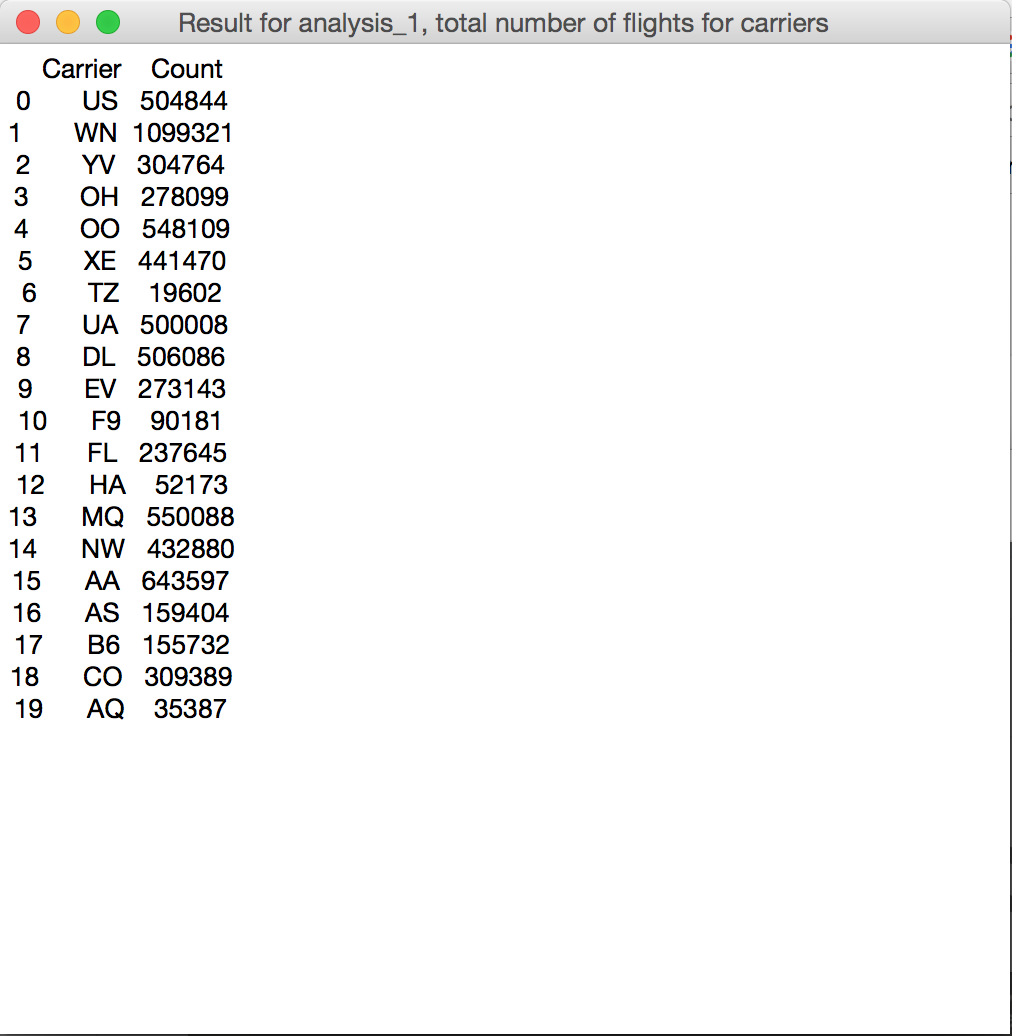 Result for analysis_1, total number of flights for carriers
Carrier Count
0 US 504844
1 WN 1099321
2 YV 304764
3 OH 278099
4 OO 548109
5 XE 441470
6 TZ 19602
7 UA 500008
8 DL 506086
9 EV 273143
10 F9 90181
11 FL 237645
12 HA 52173
13 MQ 550088
14 NW 432880
15 AA 643597
16 AS 159404
17 B6 155732
18 CO 309389
19 AQ 35387